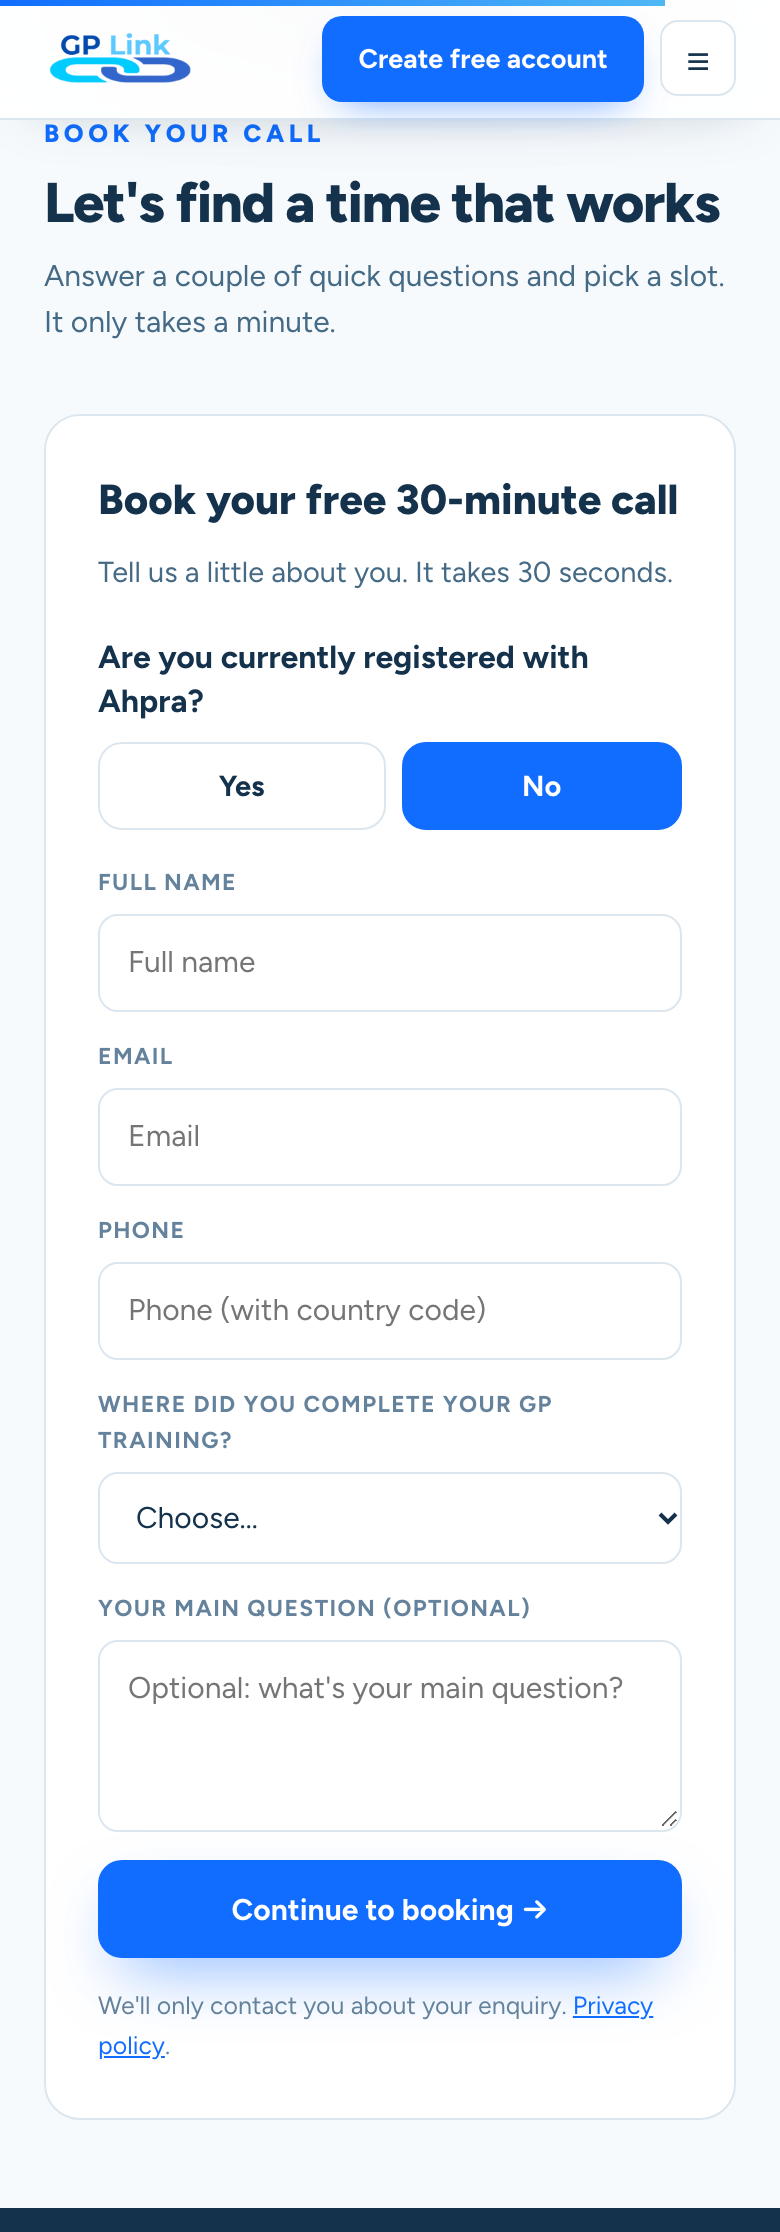 GP Link
Create free account
BOOK YOUR CALL
Let's find a time that works
Answer a couple of quick questions and pick a slot.
It only takes a minute.
Book your free 30-minute call
Tell us a little about you. It takes 30 seconds.
Are you currently registered with
Ahpra?
Yes
No
FULL NAME
Full name
EMAIL
Email
PHONE
Phone (with country code)
WHERE DID YOU COMPLETE YOUR GP
TRAINING?
Choose...
YOUR MAIN QUESTION (OPTIONAL)
Optional: what's your main question?
Continue to booking →
We'll only contact you about your enquiry. Privacy
policy.